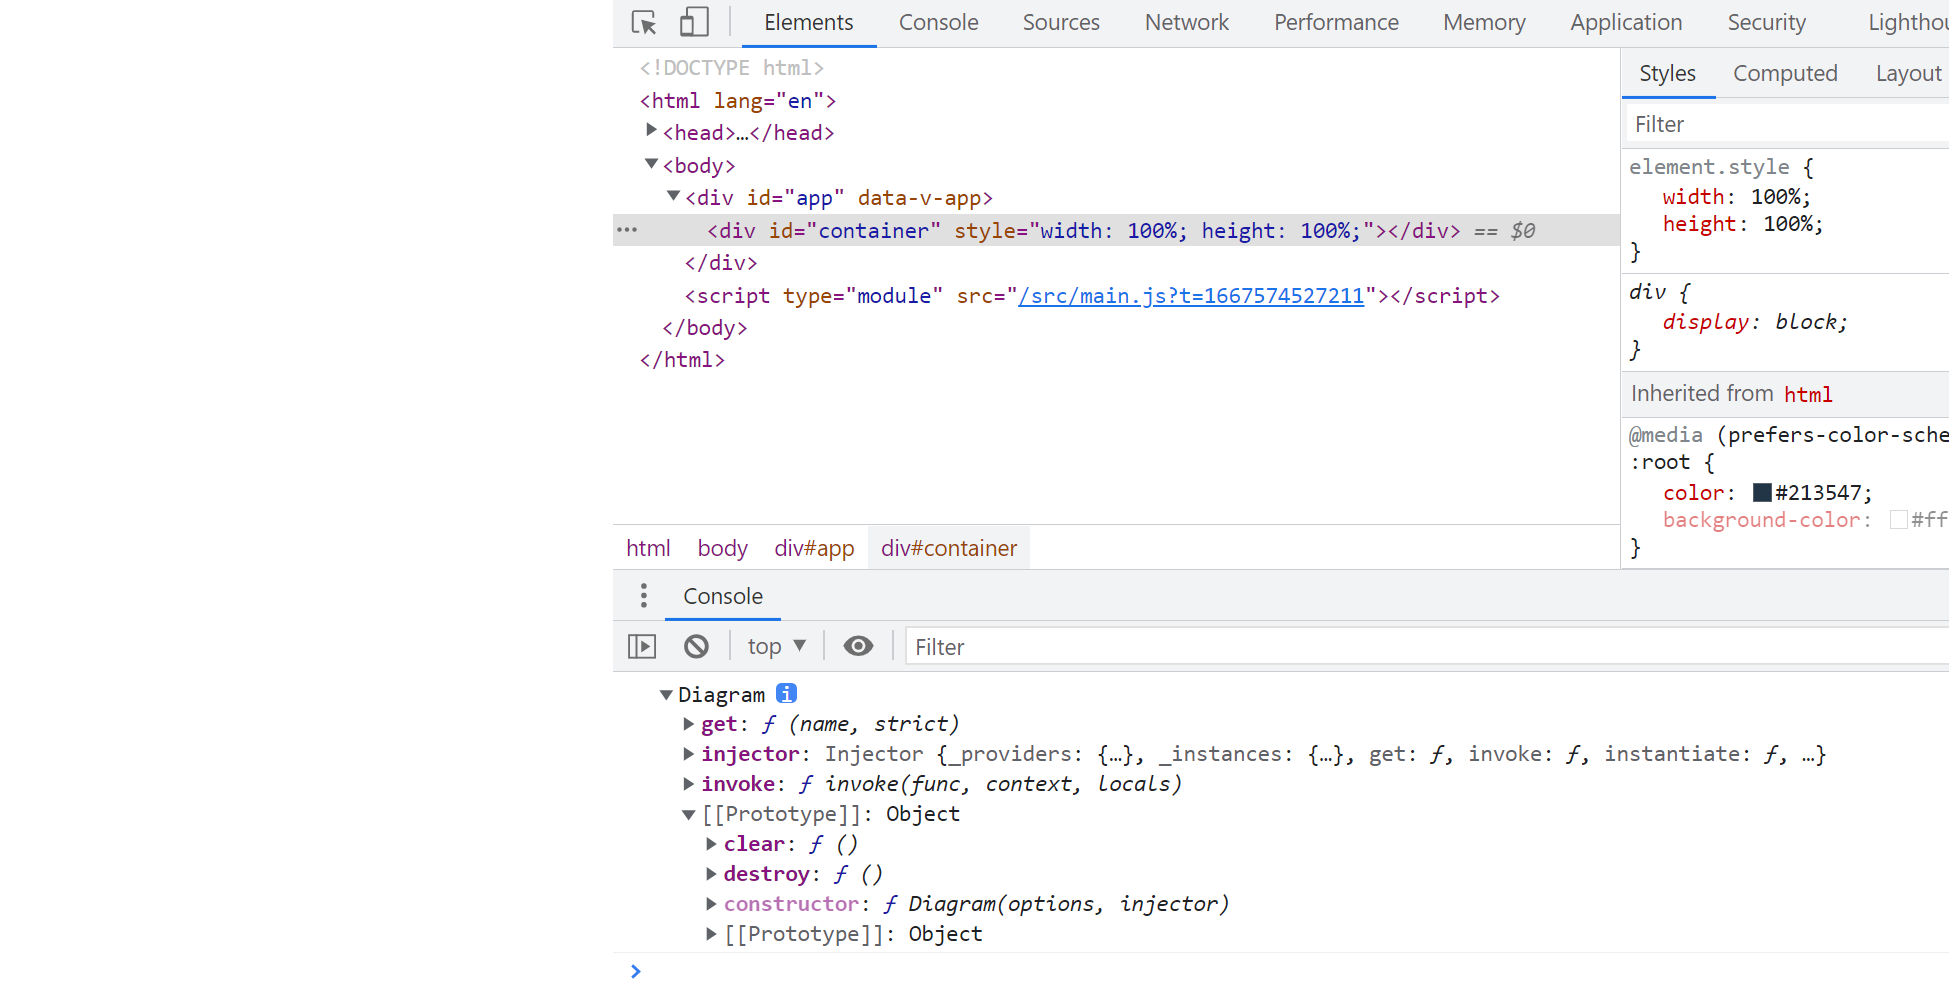 Elements Console Sources Network Performance Memory Application Security Lighthou
<!DOCTYPE html>
<html lang="en">
<head>…</head>
<body>
<div id="app" data-v-app>
<div id="container" style="width: 100%; height: 100%;"></div> == $0
</div>
<script type="module" src="/src/main.js?t=1667574527211"></script>
</body>
</html>
html body div#app div#container
Styles Computed Layout
Filter
element.style {
width: 100%;
height: 100%;
}
div {
display: block;
}
Inherited from html
@media (prefers-color-sche
:root {
color: #213547;
background-color: #ff
}
Console
top Filter
Diagram i
get: ƒ (name, strict)
injector: Injector {_providers: {…}, _instances: {…}, get: ƒ, invoke: ƒ, instantiate: ƒ, …}
invoke: ƒ invoke(func, context, locals)
[[Prototype]]: Object
clear: ƒ ()
destroy: ƒ ()
constructor: ƒ Diagram(options, injector)
[[Prototype]]: Object